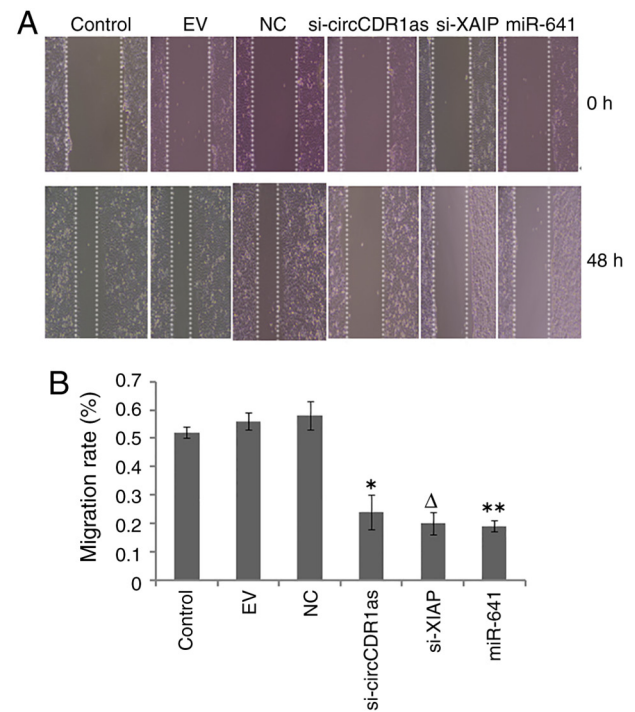 A
Control EV NC si-circCDR1as si-XAIP miR-641
0 h
48 h
B
Migration rate (%)
0.7
0.6
0.5
0.4
0.3
0.2
0.1
0
*
Δ
**
Control
EV
NC
si-circCDR1as
si-XIAP
miR-641